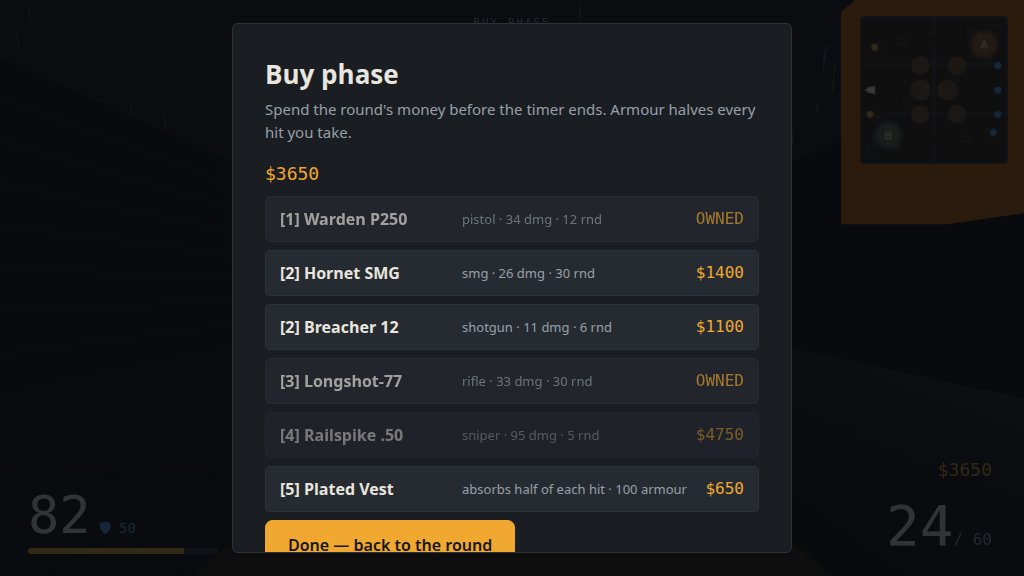 BUY PHASE
Buy phase
Spend the round's money before the timer ends. Armour halves every
hit you take.
$3650
[1] Warden P250 pistol · 34 dmg · 12 rnd OWNED
[2] Hornet SMG smg · 26 dmg · 30 rnd $1400
[2] Breacher 12 shotgun · 11 dmg · 6 rnd $1100
[3] Longshot-77 rifle · 33 dmg · 30 rnd OWNED
[4] Railspike .50 sniper · 95 dmg · 5 rnd $4750
[5] Plated Vest absorbs half of each hit · 100 armour $650
Done — back to the round
A
B
82 50
$3650
24 / 60